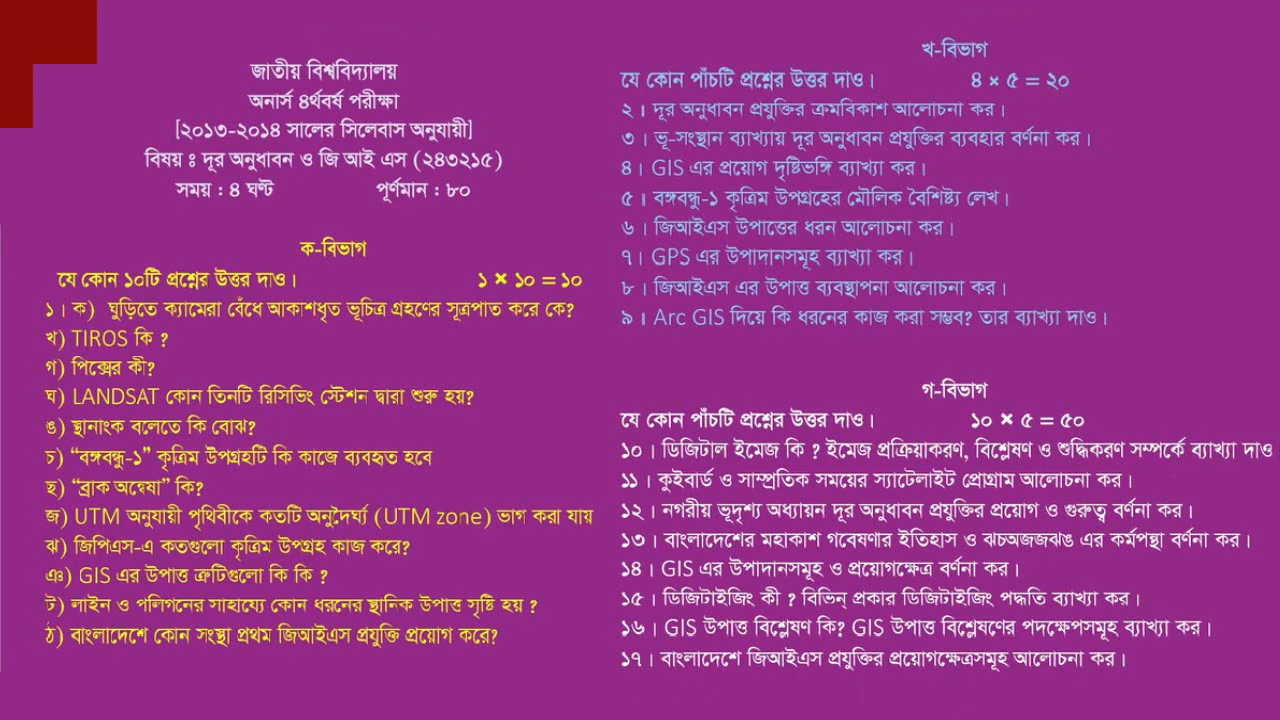 জাতীয় বিশ্ববিদ্যালয়
অনার্স ৪র্থবর্ষ পরীক্ষা
[২০১৩-২০১৪ সালের সিলেবাস অনুযায়ী]
বিষয় ঃ দূর অনুধাবন ও জি আই এস (২৪৩২১৫)
সময় : ৪ ঘণ্ট পূর্ণমান : ৮০
ক-বিভাগ
যে কোন ১০টি প্রশ্নের উত্তর দাও। ১ × ১০ = ১০
১। ক) ঘুড়িতে ক্যামেরা বেঁধে আকাশধৃত ভূচিত্র গ্রহণের সূত্রপাত করে কে?
খ) TIROS কি ?
গ) পিক্সের কী?
ঘ) LANDSAT কোন তিনটি রিসিভিং স্টেশন দ্বারা শুরু হয়?
ঙ) স্থানাংক বলেতে কি বোঝ?
চ) “বঙ্গবন্ধু-১” কৃত্রিম উপগ্রহটি কি কাজে ব্যবহৃত হবে
ছ) “ব্রাক অন্বেষা” কি?
জ) UTM অনুযায়ী পৃথিবীকে কতটি অনুদৈর্ঘ্য (UTM zone) ভাগ করা যায়
ঝ) জিপিএস-এ কতগুলো কৃত্রিম উপগ্রহ কাজ করে?
ঞ) GIS এর উপাত্ত ত্রুটিগুলো কি কি ?
ট) লাইন ও পলিগনের সাহায্যে কোন ধরনের স্থানিক উপাত্ত সৃষ্টি হয় ?
ঠ) বাংলাদেশে কোন সংস্থা প্রথম জিআইএস প্রযুক্তি প্রয়োগ করে?
খ-বিভাগ
যে কোন পাঁচটি প্রশ্নের উত্তর দাও। ৪ × ৫ = ২০
২। দূর অনুধাবন প্রযুক্তির ক্রমবিকাশ আলোচনা কর।
৩। ভূ-সংস্থান ব্যাখ্যায় দূর অনুধাবন প্রযুক্তির ব্যবহার বর্ণনা কর।
৪। GIS এর প্রয়োগ দৃষ্টিভঙ্গি ব্যাখ্যা কর।
৫। বঙ্গবন্ধু-১ কৃত্রিম উপগ্রহের মৌলিক বৈশিষ্ট্য লেখ।
৬। জিআইএস উপাত্তের ধরন আলোচনা কর।
৭। GPS এর উপাদানসমূহ ব্যাখ্যা কর।
৮। জিআইএস এর উপাত্ত ব্যবস্থাপনা আলোচনা কর।
৯। Arc GIS দিয়ে কি ধরনের কাজ করা সম্ভব? তার ব্যাখ্যা দাও।
গ-বিভাগ
যে কোন পাঁচটি প্রশ্নের উত্তর দাও। ১০ × ৫ = ৫০
১০। ডিজিটাল ইমেজ কি ? ইমেজ প্রক্রিয়াকরণ, বিশ্লেষণ ও শুদ্ধিকরণ সম্পর্কে ব্যাখ্যা দাও
১১। কুইবার্ড ও সাম্প্রতিক সময়ের স্যাটেলাইট প্রোগ্রাম আলোচনা কর।
১২। নগরীয় ভূদৃশ্য অধ্যায়ন দূর অনুধাবন প্রযুক্তির প্রয়োগ ও গুরুত্ব বর্ণনা কর।
১৩। বাংলাদেশের মহাকাশ গবেষণার ইতিহাস ও ঝচঅজজঝঙ এর কর্মপন্থা বর্ণনা কর।
১৪। GIS এর উপাদানসমূহ ও প্রয়োগক্ষেত্র বর্ণনা কর।
১৫। ডিজিটাইজিং কী ? বিভিন্ প্রকার ডিজিটাইজিং পদ্ধতি ব্যাখ্যা কর।
১৬। GIS উপাত্ত বিশ্লেষণ কি? GIS উপাত্ত বিশ্লেষণের পদক্ষেপসমূহ ব্যাখ্যা কর।
১৭। বাংলাদেশে জিআইএস প্রযুক্তির প্রয়োগক্ষেত্রসমূহ আলোচনা কর।